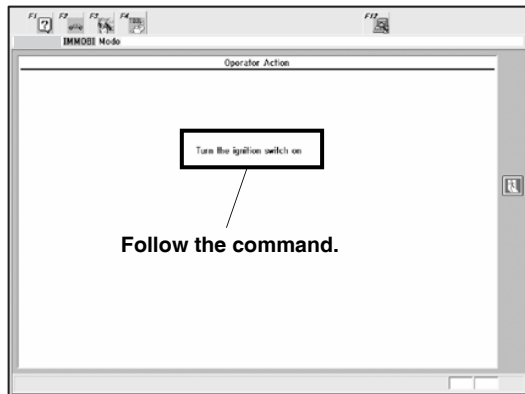 F1 F2 F3 F4 F12
IMMOBI Mode
Operator Action
Turn the ignition switch on
Follow the command.